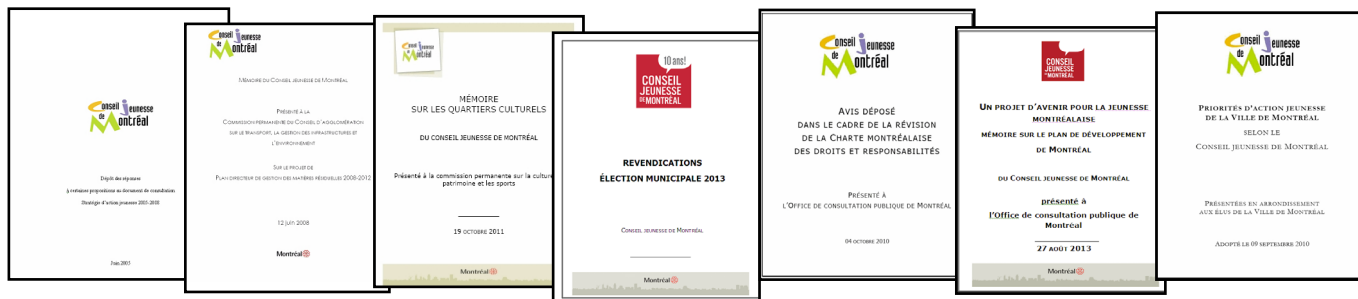 Conseil jeunesse
de Montréal
Dépôt des réponses
à certaines propositions au document de consultation
Stratégie d'action jeunesse 2005-2008
Juin 2005
Conseil jeunesse
de Montréal
MÉMOIRE DU CONSEIL JEUNESSE DE MONTRÉAL
PRÉSENTÉ À LA
COMMISSION PERMANENTE DU CONSEIL D'AGGLOMÉRATION
SUR LE TRANSPORT, LA GESTION DES INFRASTRUCTURES ET
L'ENVIRONNEMENT
SUR LE PROJET DE
PLAN DIRECTEUR DE GESTION DES MATIÈRES RÉSIDUELLES 2008-2012
12 juin 2008
Montréal
Conseil jeunesse
de Montréal
MÉMOIRE
SUR LES QUARTIERS CULTURELS
DU CONSEIL JEUNESSE DE MONTRÉAL
Présenté à la commission permanente sur la culture
patrimoine et les sports
19 OCTOBRE 2011
Montréal
10 ans!
CONSEIL
JEUNESSE
DE MONTRÉAL
REVENDICATIONS
ÉLECTION MUNICIPALE 2013
CONSEIL JEUNESSE DE MONTRÉAL
Montréal
Conseil jeunesse
de Montréal
AVIS DÉPOSÉ
DANS LE CADRE DE LA RÉVISION
DE LA CHARTE MONTRÉALAISE
DES DROITS ET RESPONSABILITÉS
PRÉSENTÉ À
L'OFFICE DE CONSULTATION PUBLIQUE DE MONTRÉAL
04 OCTOBRE 2010
CONSEIL
JEUNESSE
DE MONTRÉAL
UN PROJET D'AVENIR POUR LA JEUNESSE
MONTRÉALAISE
MÉMOIRE SUR LE PLAN DE DÉVELOPPEMENT
DE MONTRÉAL
DU CONSEIL JEUNESSE DE MONTRÉAL
présenté à
l'Office de consultation publique de
Montréal
27 AOÛT 2013
Montréal
Conseil jeunesse
de Montréal
PRIORITÉS D'ACTION JEUNESSE
DE LA VILLE DE MONTRÉAL
SELON LE
CONSEIL JEUNESSE DE MONTRÉAL
PRÉSENTÉES EN ARRONDISSEMENT
AUX ÉLUS DE LA VILLE DE MONTRÉAL
ADOPTÉ LE 09 SEPTEMBRE 2010